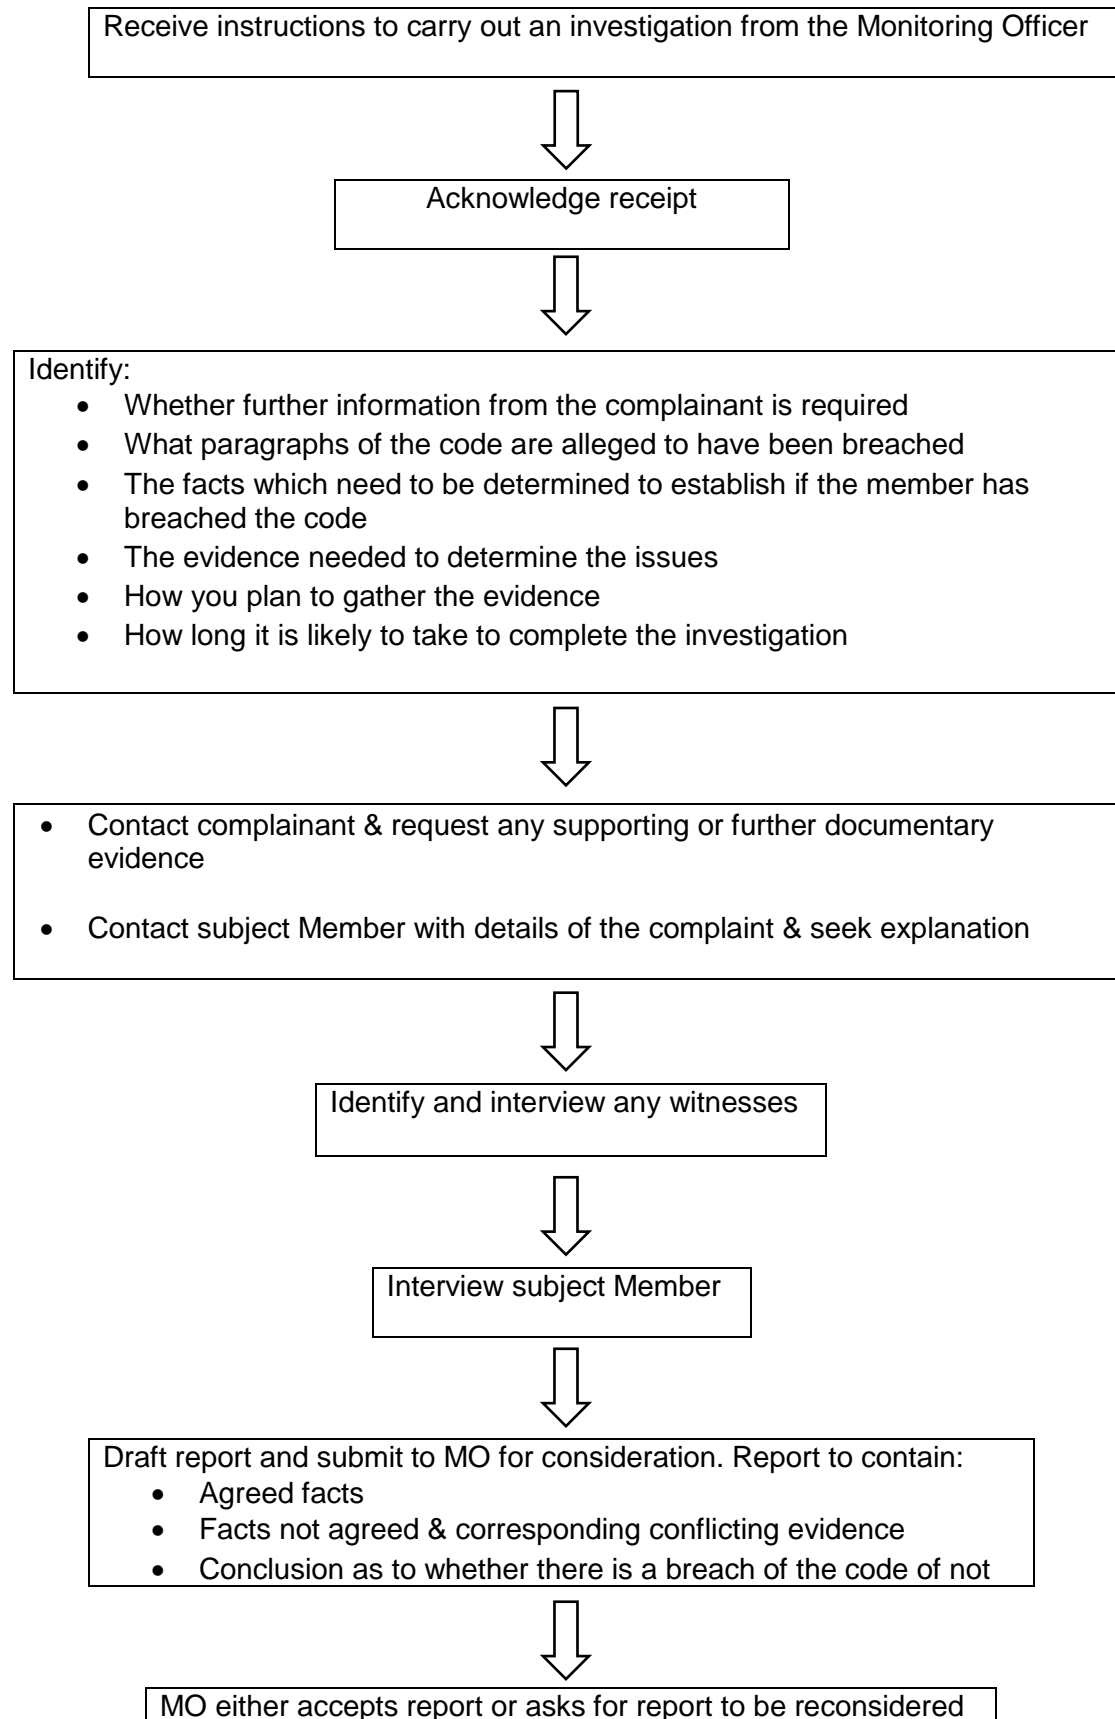 Receive instructions to carry out an investigation from the Monitoring Officer
Acknowledge receipt
Identify:
• Whether further information from the complainant is required
• What paragraphs of the code are alleged to have been breached
• The facts which need to be determined to establish if the member has
breached the code
• The evidence needed to determine the issues
• How you plan to gather the evidence
• How long it is likely to take to complete the investigation
• Contact complainant & request any supporting or further documentary
evidence
• Contact subject Member with details of the complaint & seek explanation
Identify and interview any witnesses
Interview subject Member
Draft report and submit to MO for consideration. Report to contain:
• Agreed facts
• Facts not agreed & corresponding conflicting evidence
• Conclusion as to whether there is a breach of the code of not
MO either accepts report or asks for report to be reconsidered